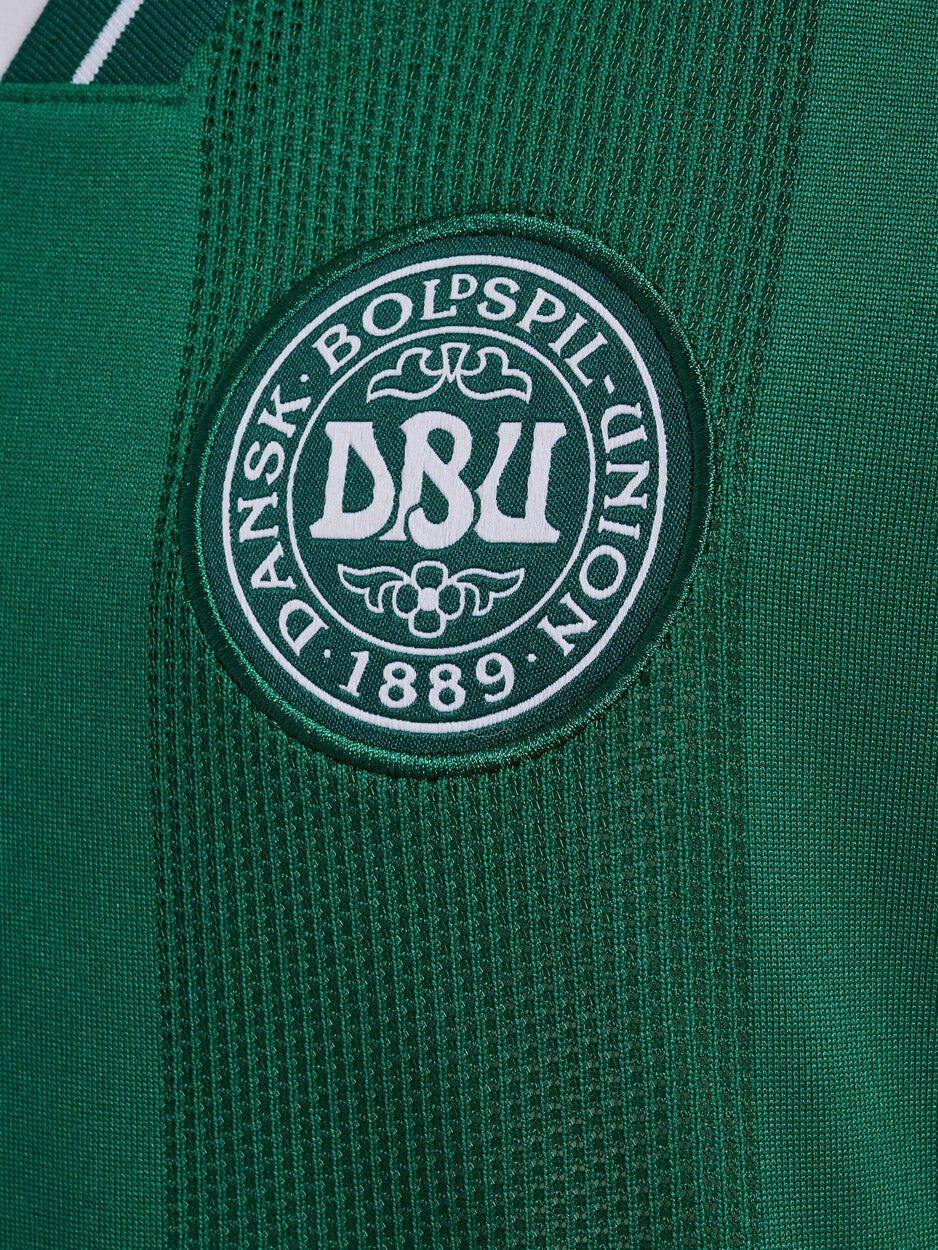 DANSK · BOLDSPIL-UNION
DBU
· 1889 ·